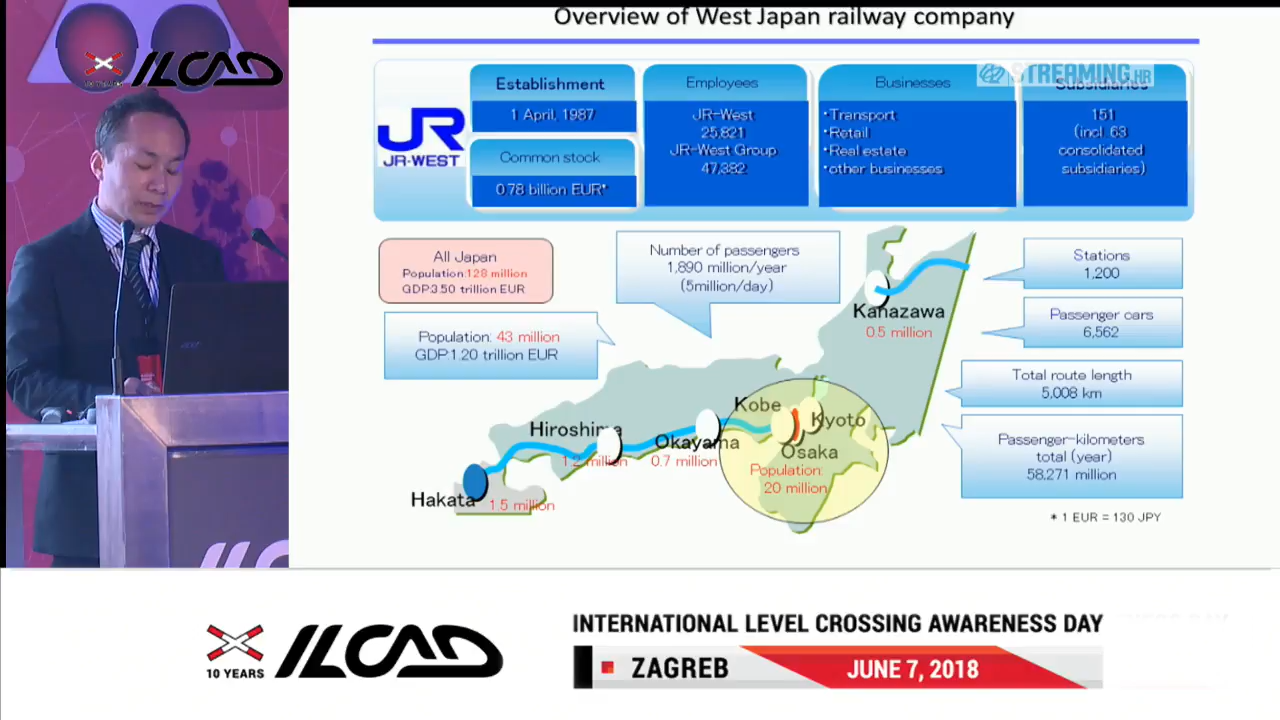 Overview of West Japan railway company
ILCAD
STREAMING.HR
JR
JR-WEST
Establishment
1 April, 1987
Common stock
0.78 billion EUR*
Employees
JR-West
25,821
JR-West Group
47,382
Businesses
・Transport
・Retail
・Real estate
・other businesses
Subsidiaries
151
(incl. 63
consolidated
subsidiaries)
All Japan
Population:128 million
GDP:3.50 trillion EUR
Population: 43 million
GDP:1.20 trillion EUR
Number of passengers
1,890 million/year
(5million/day)
Stations
1,200
Passenger cars
6,562
Total route length
5,008 km
Passenger-kilometers
total (year)
58,271 million
* 1 EUR = 130 JPY
Kanazawa
0.5 million
Kobe
Kyoto
Osaka
Population:
20 million
Okayama
0.7 million
Hiroshima
1.2 million
Hakata
1.5 million
10 YEARS
ILCAD
INTERNATIONAL LEVEL CROSSING AWARENESS DAY
ZAGREB
JUNE 7, 2018